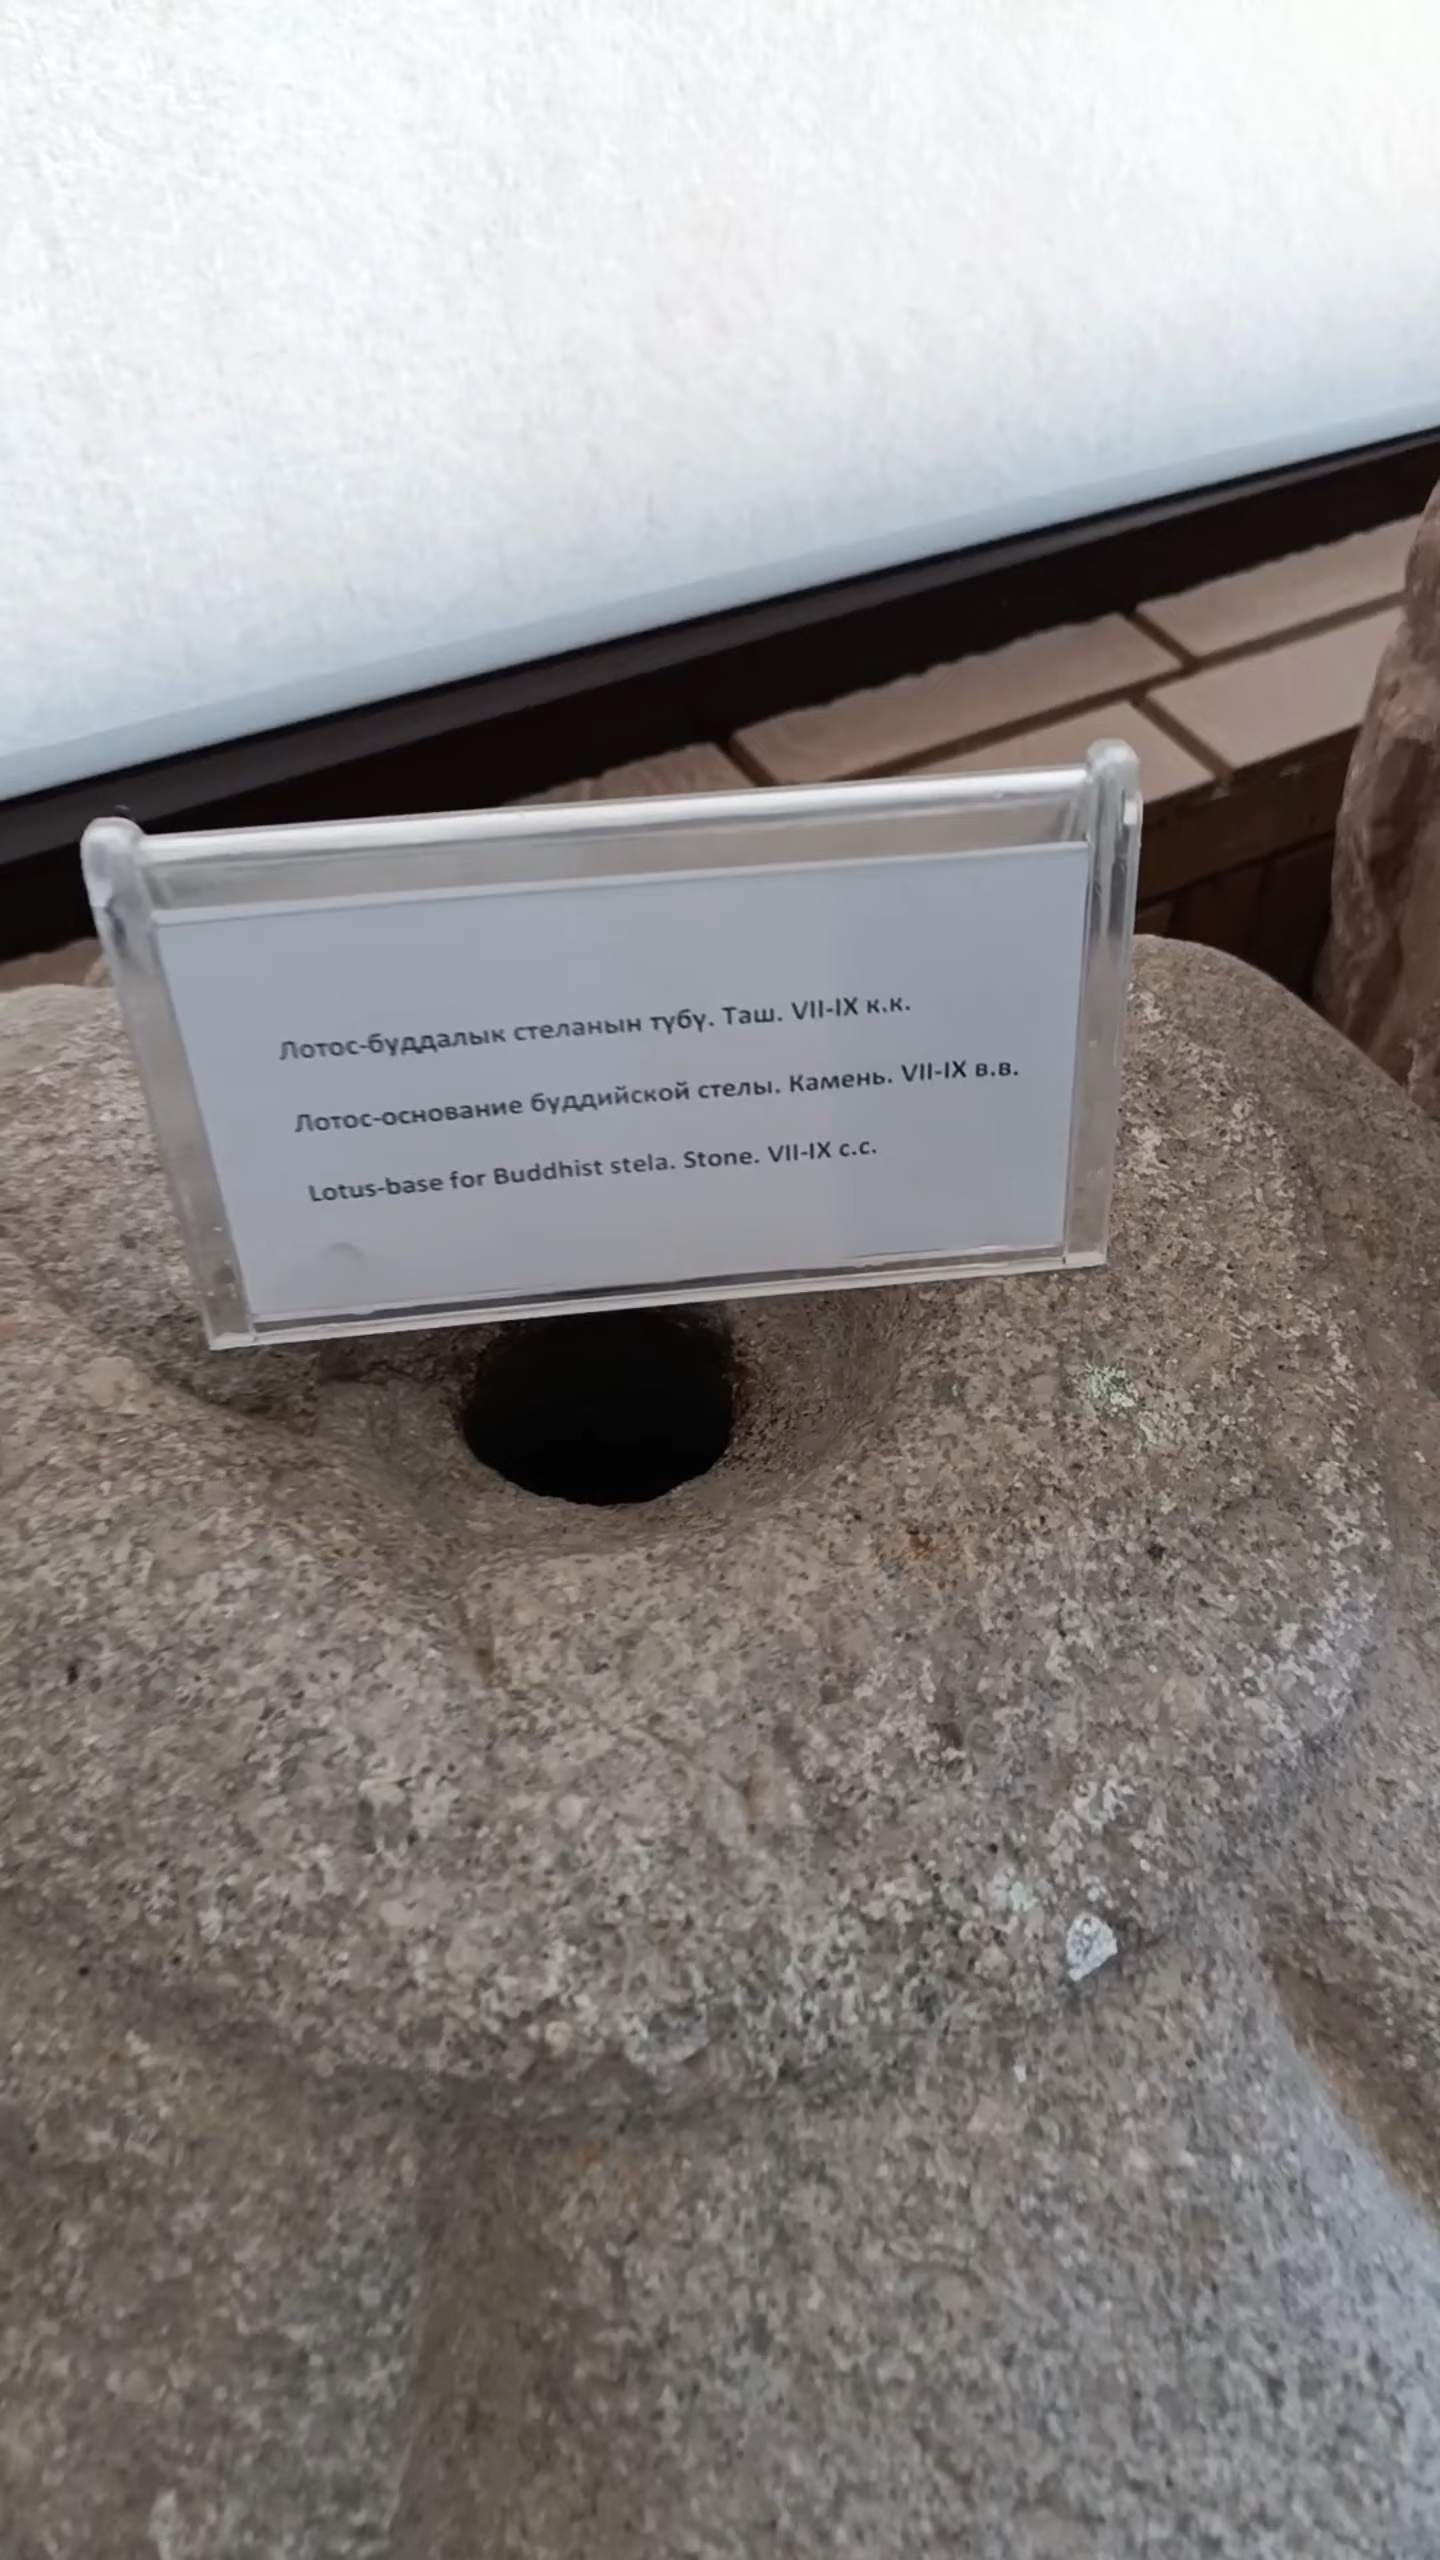 Лотос-буддалык стеланын түбү. Таш. VII-IX к.к.
Лотос-основание буддийской стелы. Камень. VII-IX в.в.
Lotus-base for Buddhist stela. Stone. VII-IX c.c.